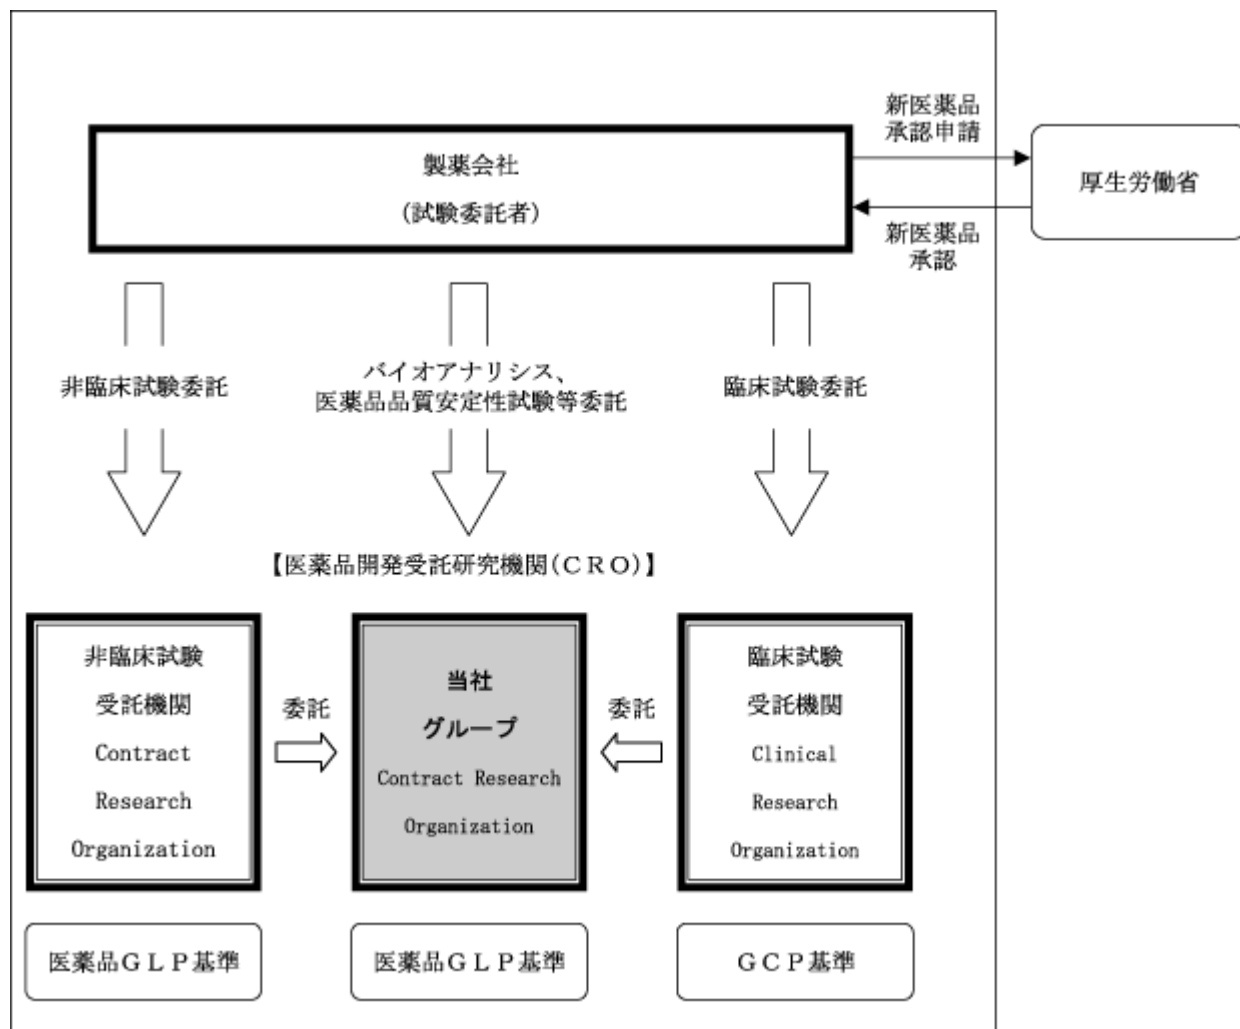 新医薬品
承認申請
製薬会社
(試験委託者)
厚生労働省
新医薬品
承認
非臨床試験委託
バイオアナリシス、
医薬品品質安定性試験等委託
臨床試験委託
【医薬品開発受託研究機関(ＣＲＯ)】
非臨床試験
受託機関
Contract
Research
Organization
委託
当社
グループ
Contract Research
Organization
委託
臨床試験
受託機関
Clinical
Research
Organization
医薬品ＧＬＰ基準
医薬品ＧＬＰ基準
ＧＣＰ基準